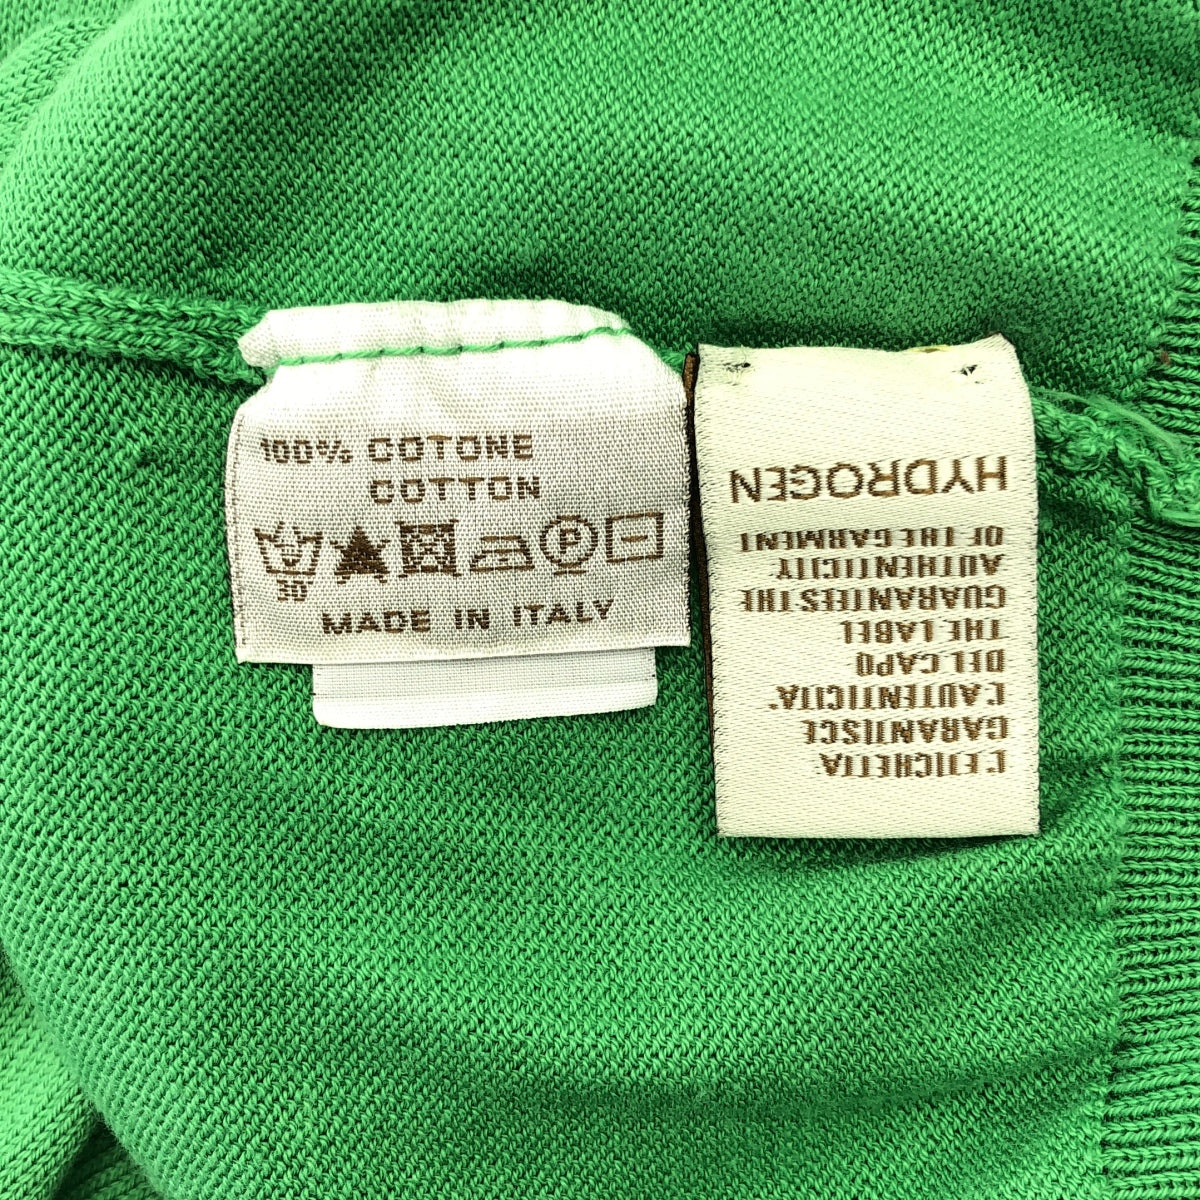 100% COTONE
COTTON
30
P
MADE IN ITALY
L'ETICHETTA
GARANTISCE
L'AUTENTICITA'
DEL CAPO
THE LABEL
GUARANTEES THE
AUTHENTICITY
OF THE GARMENT
HYDROGEN